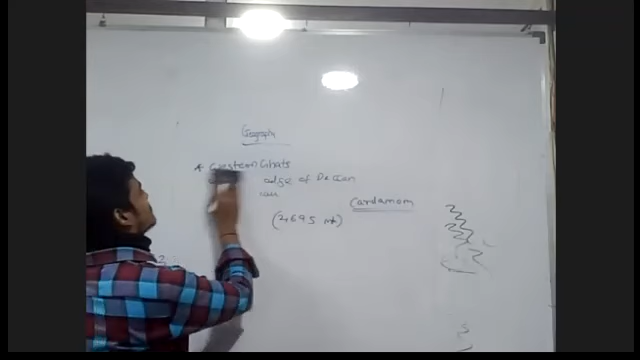 Geography
* Western Ghats
edge of Deccan
Cardamom
(2695 mt)